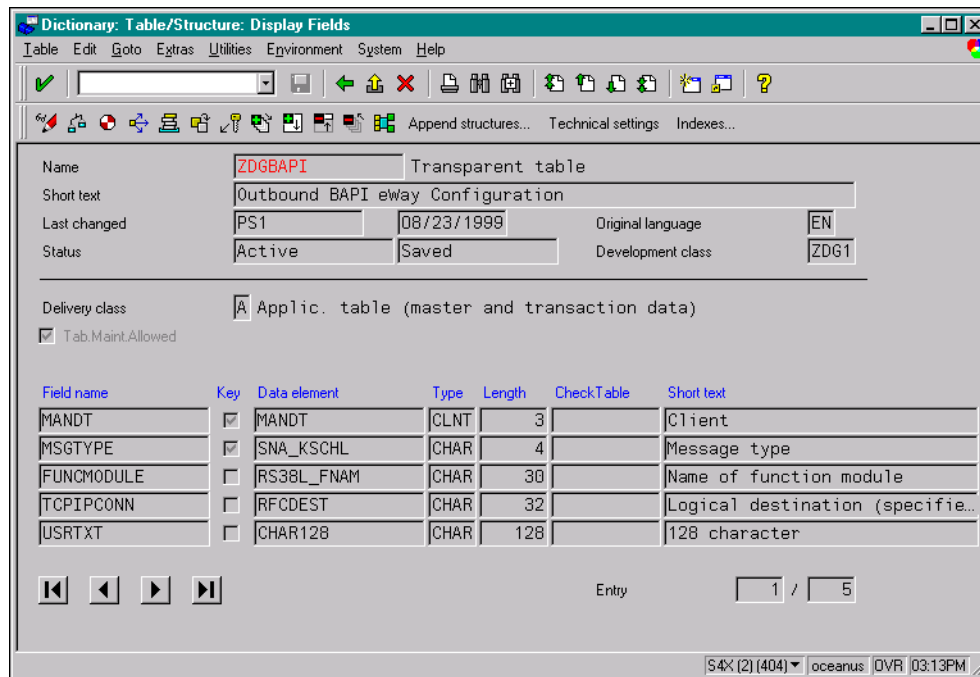 Dictionary: Table/Structure: Display Fields
Table Edit Goto Extras Utilities Environment System Help
Append structures... Technical settings Indexes...
Name ZDGBAPI Transparent table
Short text Outbound BAPI eWay Configuration
Last changed PS1 08/23/1999 Original language EN
Status Active Saved Development class ZDG1
Delivery class A Applic. table (master and transaction data)
Tab.Maint.Allowed
Field name Key Data element Type Length CheckTable Short text
MANDT MANDT CLNT 3 Client
MSGTYPE SNA_KSCHL CHAR 4 Message type
FUNCMODULE RS38L_FNAM CHAR 30 Name of function module
TCPIPCONN RFCDEST CHAR 32 Logical destination (specifie...
USRTXT CHAR128 CHAR 128 128 character
Entry 1 / 5
S4X (2) (404) oceanus OVR 03:13PM